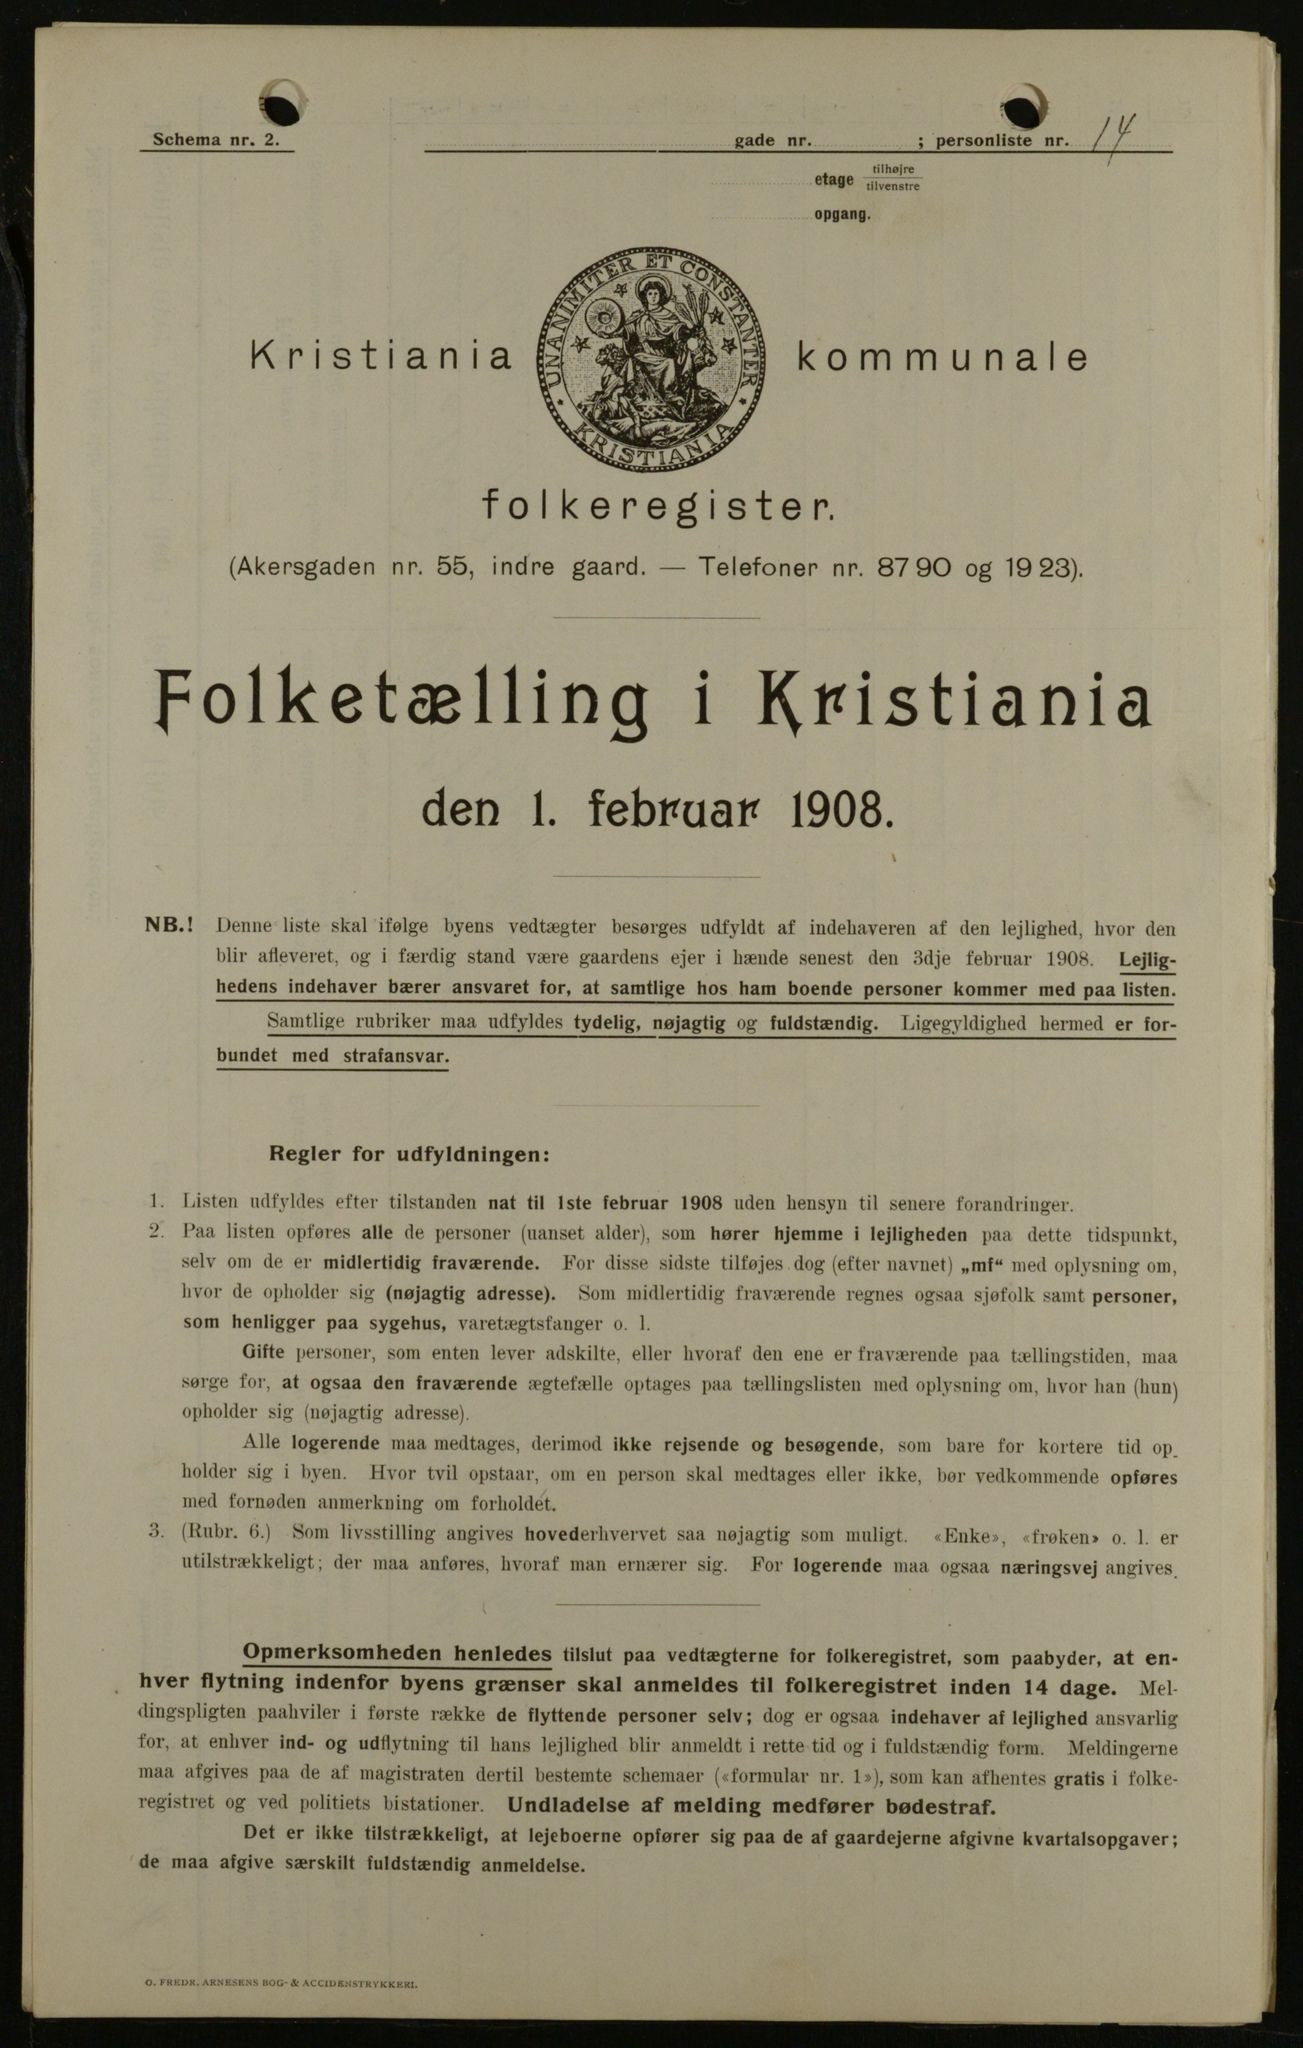 Schema nr. 2.
gade nr. ; personliste nr. 14
etage tilhøjre
tilvenstre
opgang.
UNANIMITER ET CONSTANTER
KRISTIANIA
Kristiania kommunale
folkeregister.
(Akersgaden nr. 55, indre gaard. — Telefoner nr. 87 90 og 19 23).
Folketælling i Kristiania
den 1. februar 1908.
NB.! Denne liste skal ifølge byens vedtægter besørges udfyldt af indehaveren af den lejlighed, hvor den
blir afleveret, og i færdig stand være gaardens ejer i hænde senest den 3dje februar 1908. Lejlig-
hedens indehaver bærer ansvaret for, at samtlige hos ham boende personer kommer med paa listen.
Samtlige rubriker maa udfyldes tydelig, nøjagtig og fuldstændig. Ligegyldighed hermed er for-
bundet med strafansvar.
Regler for udfyldningen:
1. Listen udfyldes efter tilstanden nat til 1ste februar 1908 uden hensyn til senere forandringer.
2. Paa listen opføres alle de personer (uanset alder), som hører hjemme i lejligheden paa dette tidspunkt,
selv om de er midlertidig fraværende. For disse sidste tilføjes dog (efter navnet) „mf“ med oplysning om,
hvor de opholder sig (nøjagtig adresse). Som midlertidig fraværende regnes ogsaa sjøfolk samt personer,
som henligger paa sygehus, varetægtsfanger o. l.
Gifte personer, som enten lever adskilte, eller hvoraf den ene er fraværende paa tællingstiden, maa
sørge for, at ogsaa den fraværende ægtefælle optages paa tællingslisten med oplysning om, hvor han (hun)
opholder sig (nøjagtig adresse).
Alle logerende maa medtages, derimod ikke rejsende og besøgende, som bare for kortere tid op-
holder sig i byen. Hvor tvil opstaar, om en person skal medtages eller ikke, bør vedkommende opføres
med fornøden anmerkning om forholdet.
3. (Rubr. 6.) Som livsstilling angives hovederhvervet saa nøjagtig som muligt. «Enke», «frøken» o. l. er
utilstrækkeligt; der maa anføres, hvoraf man ernærer sig. For logerende maa ogsaa næringsvej angives.
Opmerksomheden henledes tilslut paa vedtægterne for folkeregistret, som paabyder, at en-
hver flytning indenfor byens grænser skal anmeldes til folkeregistret inden 14 dage. Mel-
dingspligten paahviler i første række de flyttende personer selv; dog er ogsaa indehaver af lejlighed ansvarlig
for, at enhver ind- og udflytning til hans lejlighed blir anmeldt i rette tid og i fuldstændig form. Meldingerne
maa afgives paa de af magistraten dertil bestemte schemaer («formular nr. 1»), som kan afhentes gratis i folke-
registret og ved politiets bistationer. Undladelse af melding medfører bødestraf.
Det er ikke tilstrækkeligt, at lejeboerne opfører sig paa de af gaardejerne afgivne kvartalsopgaver;
de maa afgive særskilt fuldstændig anmeldelse.
O. FREDR. ARNESENS BOG- & ACCIDENSTRYKKERI.